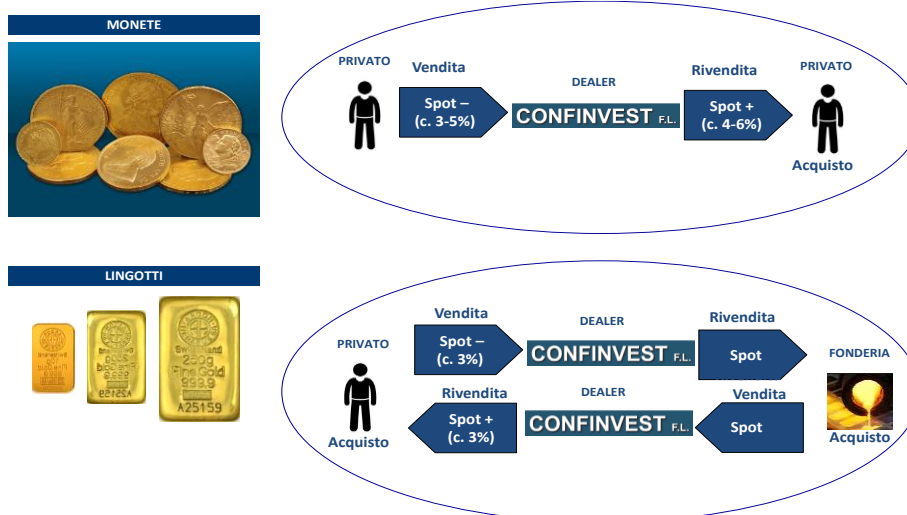 MONETE
PRIVATO
Vendita
Spot –
(c. 3-5%)
DEALER
CONFINVEST F.L.
Rivendita
Spot +
(c. 4-6%)
PRIVATO
Acquisto
LINGOTTI
250g
Fine Gold
999.9
A25159
A25159
PRIVATO
Vendita
Spot –
(c. 3%)
DEALER
CONFINVEST F.L.
Rivendita
Spot
FONDERIA
Acquisto
Rivendita
Spot +
(c. 3%)
DEALER
CONFINVEST F.L.
Vendita
Spot
Acquisto